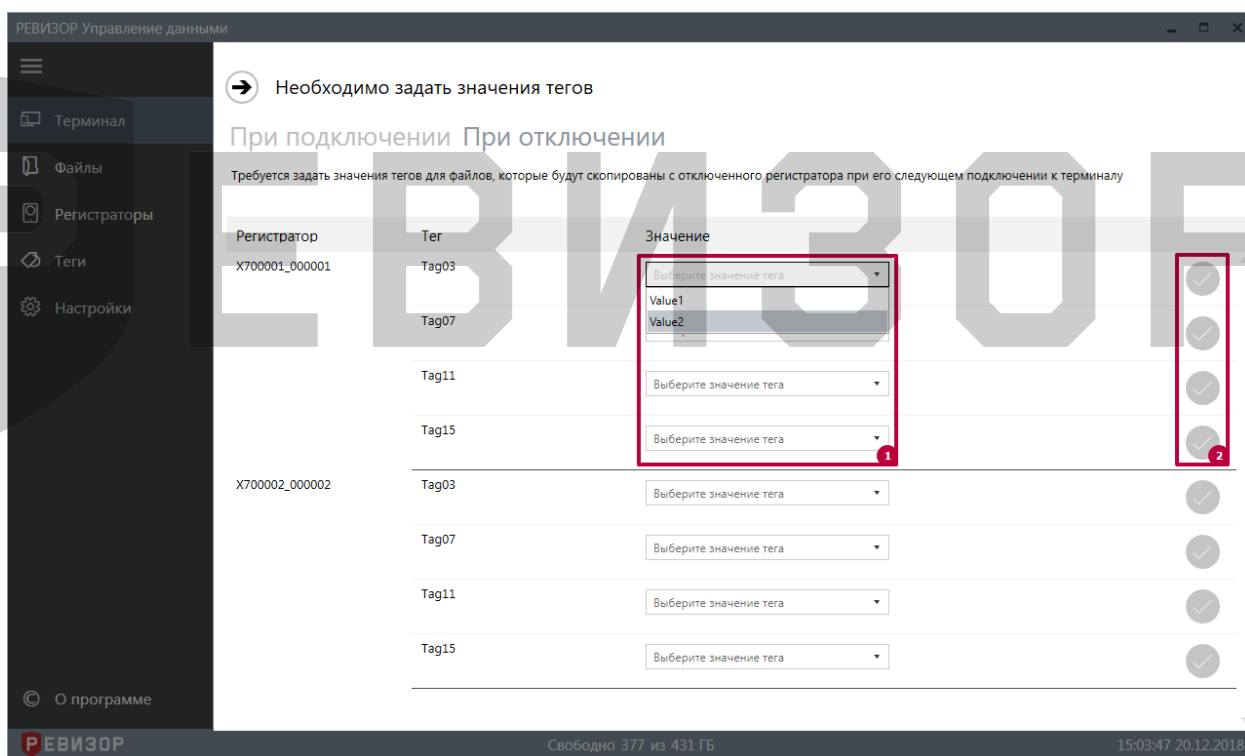 РЕВИЗОР Управление данными
Необходимо задать значения тегов
Терминал
Файлы
Регистраторы
Теги
Настройки
При подключении При отключении
Требуется задать значения тегов для файлов, которые будут скопированы с отключенного регистратора при его следующем подключении к терминалу
РЕВИЗОР
Регистратор Тег Значение
X700001_000001 Tag03 Выберите значение тега
Value1
Tag07 Value2
Tag11 Выберите значение тега
Tag15 Выберите значение тега
1 2
X700002_000002 Tag03 Выберите значение тега
Tag07 Выберите значение тега
Tag11 Выберите значение тега
Tag15 Выберите значение тега
© О программе
РЕВИЗОР Свободно 377 из 431 ГБ 15:03:47 20.12.2018